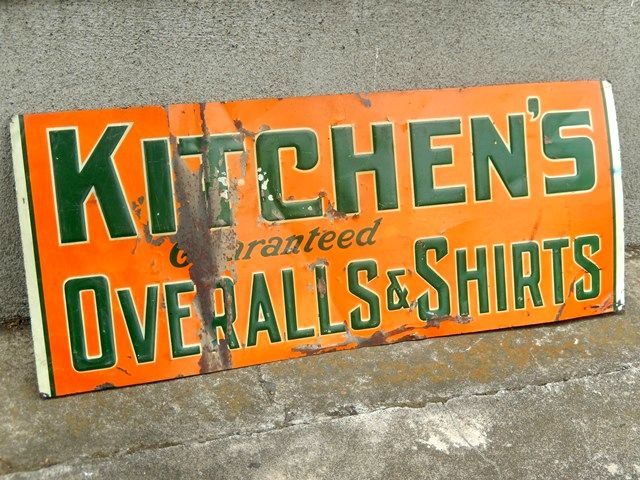 KITCHEN'S
Guaranteed
OVERALLS & SHIRTS